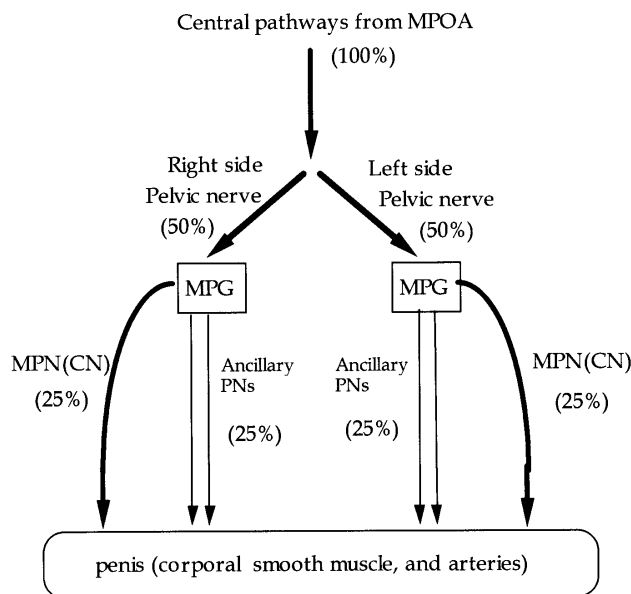 Central pathways from MPOA
(100%)
Right side
Pelvic nerve
(50%)
Left side
Pelvic nerve
(50%)
MPG
MPG
MPN(CN)
(25%)
Ancillary
PNs
(25%)
Ancillary
PNs
(25%)
MPN(CN)
(25%)
penis (corporal smooth muscle, and arteries)